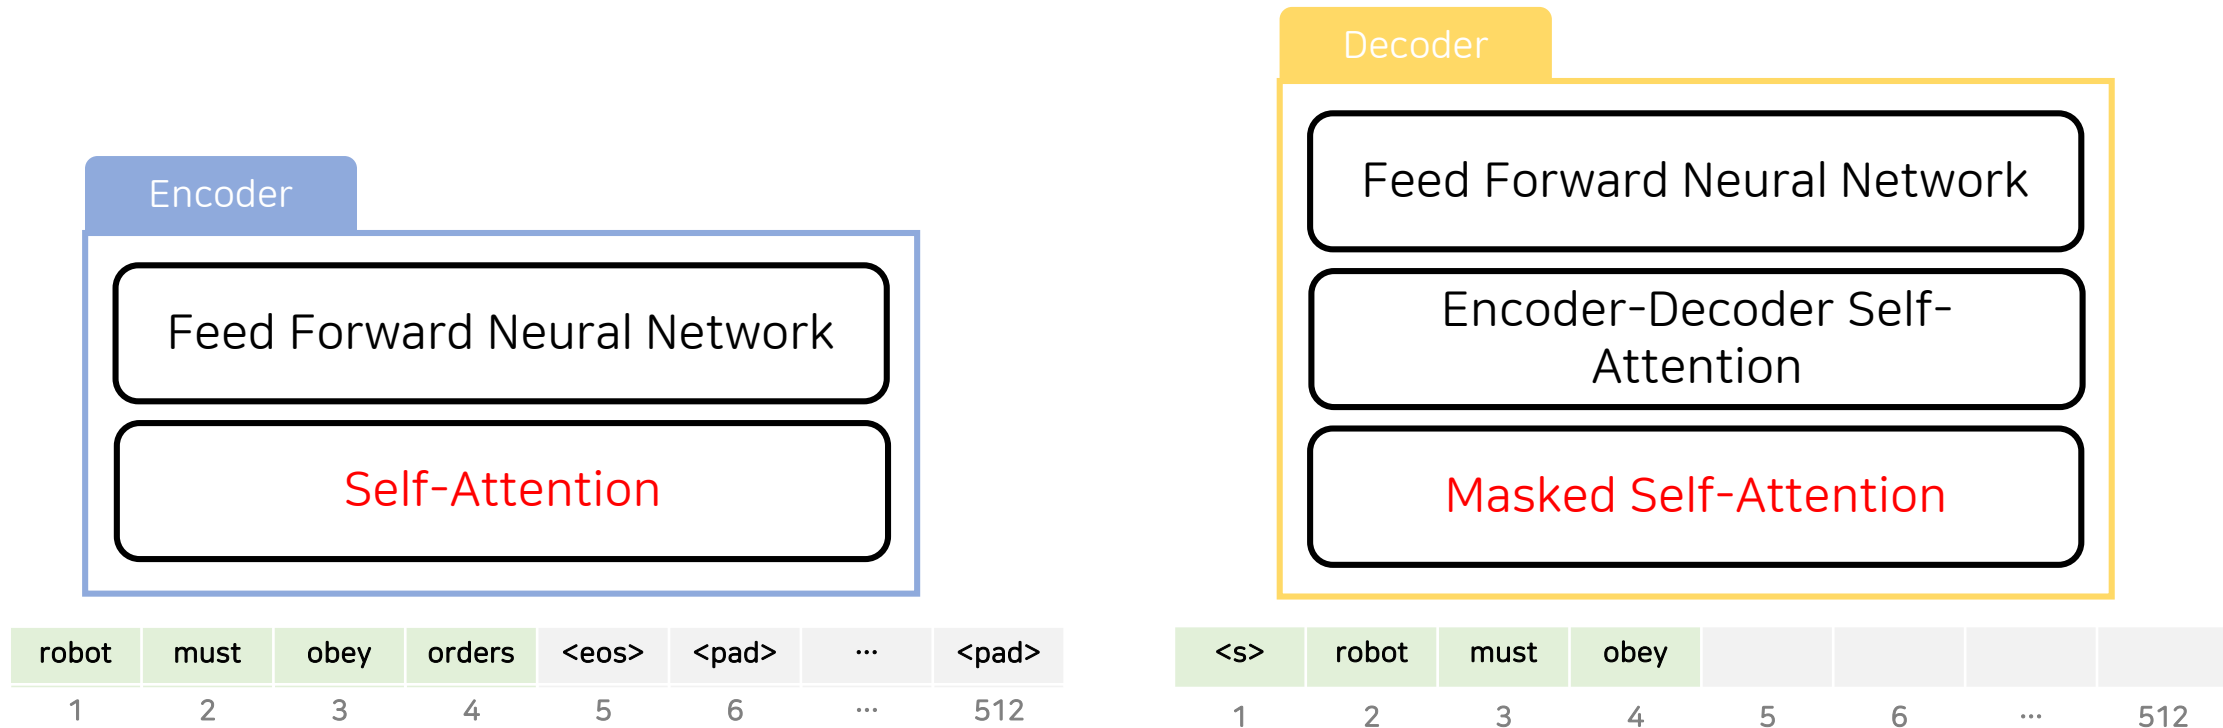 Encoder
Feed Forward Neural Network
Self-Attention
robot must obey orders <eos> <pad> ... <pad>
1 2 3 4 5 6 ... 512
Decoder
Feed Forward Neural Network
Encoder-Decoder Self-
Attention
Masked Self-Attention
<s> robot must obey
1 2 3 4 5 6 ... 512